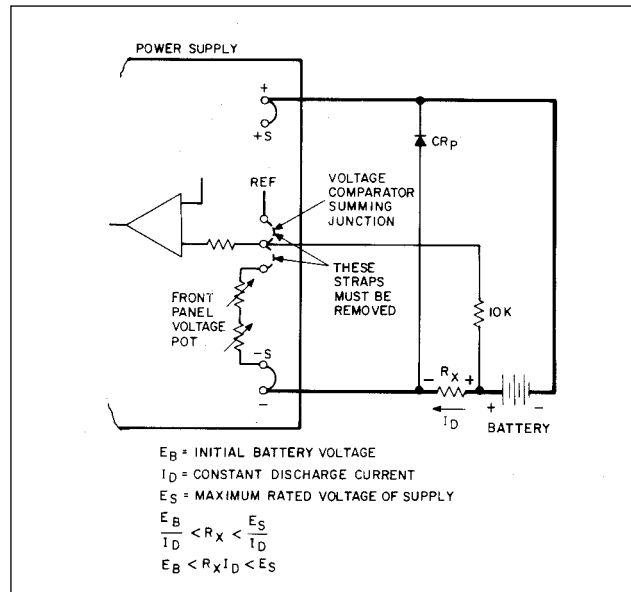 POWER SUPPLY
+
+S
CRP
REF
VOLTAGE
COMPARATOR
SUMMING
JUNCTION
THESE
STRAPS
MUST BE
REMOVED
FRONT
PANEL
VOLTAGE
POT
10K
-S
-
- RX +
ID
+ -
BATTERY
EB = INITIAL BATTERY VOLTAGE
ID = CONSTANT DISCHARGE CURRENT
ES = MAXIMUM RATED VOLTAGE OF SUPPLY
EB/ID < RX < ES/ID
EB < RXID < ES